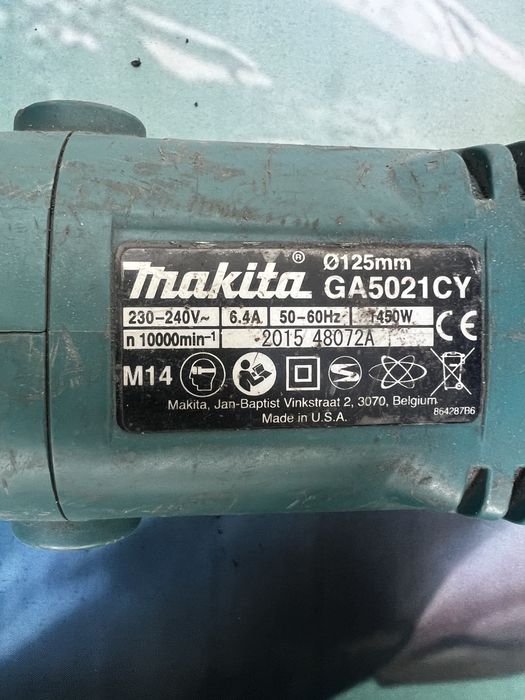 makita® Ø125mm
GA5021CY
230-240V~ 6.4A 50-60Hz 1450W
n 10000min-1 2015 48072A
CE
M14
Makita, Jan-Baptist Vinkstraat 2, 3070, Belgium
Made in U.S.A. 864287B6